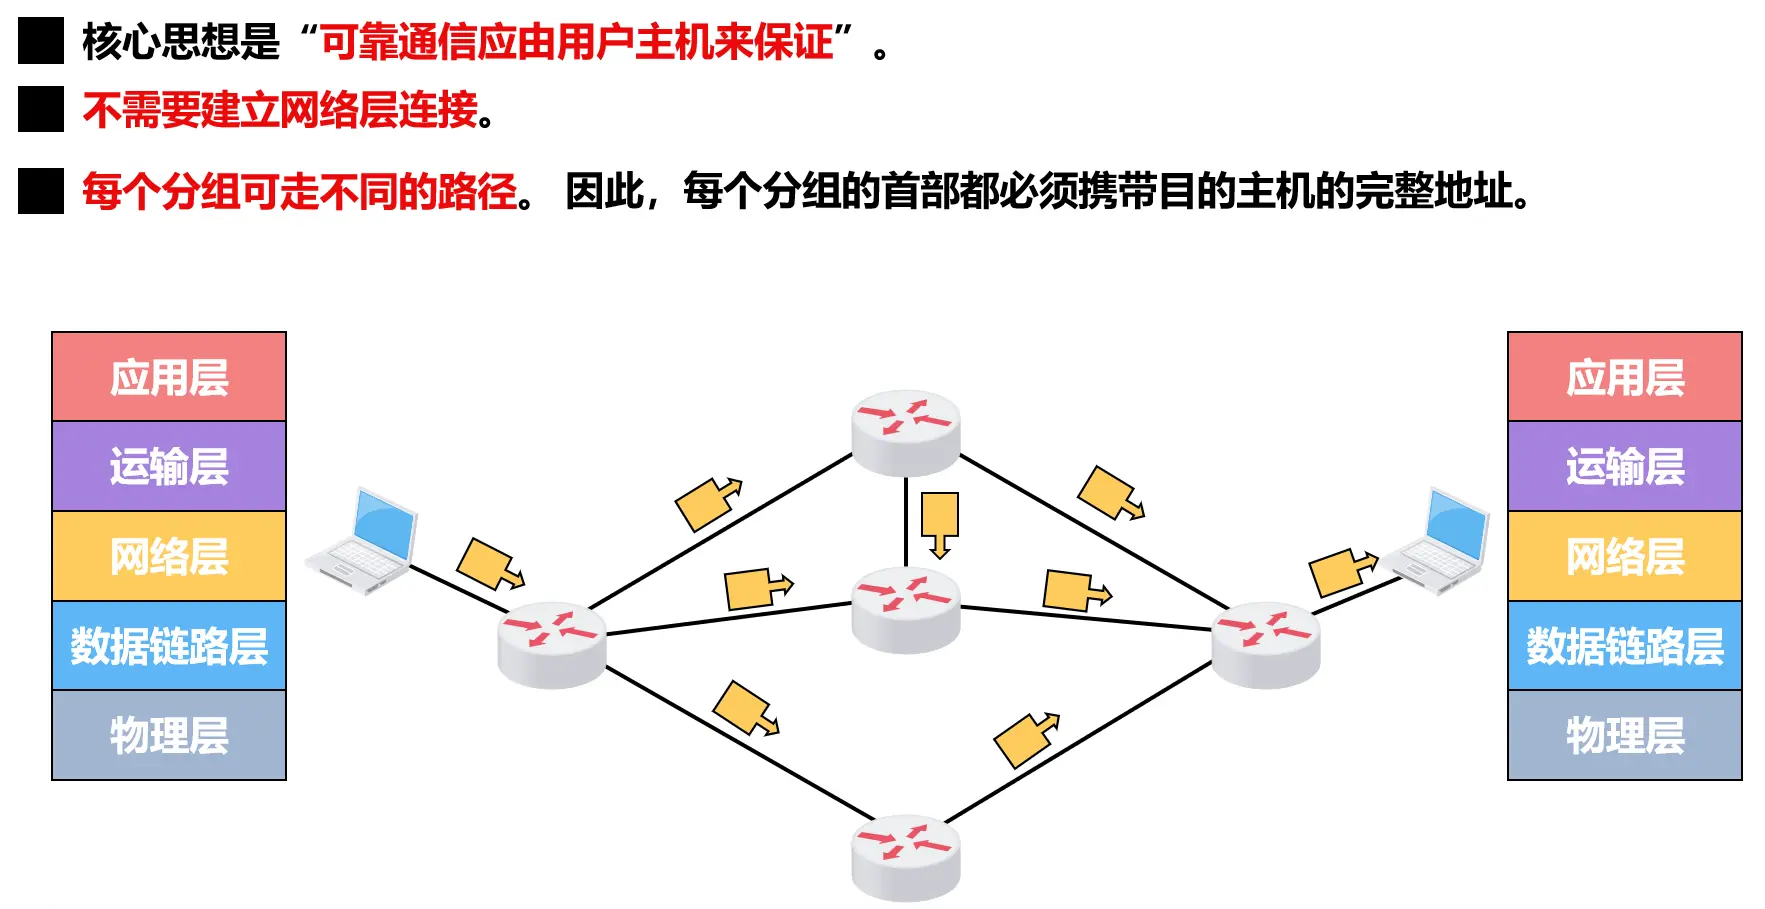 核心思想是“可靠通信应由用户主机来保证”。
不需要建立网络层连接。
每个分组可走不同的路径。 因此，每个分组的首部都必须携带目的主机的完整地址。
应用层
运输层
网络层
数据链路层
物理层
应用层
运输层
网络层
数据链路层
物理层